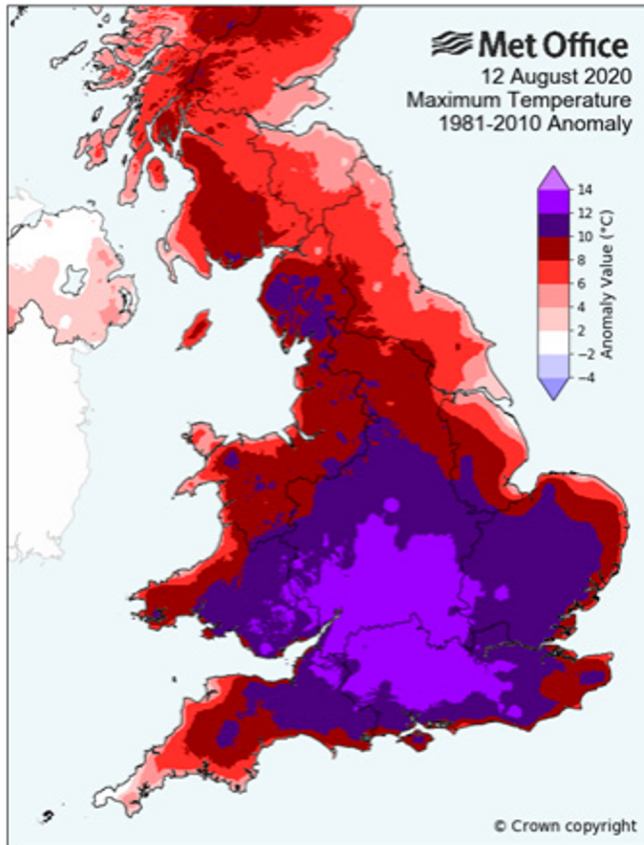 Met Office
12 August 2020
Maximum Temperature
1981-2010 Anomaly
14
12
10
8
6
4
2
−2
−4
Anomaly Value (°C)
© Crown copyright